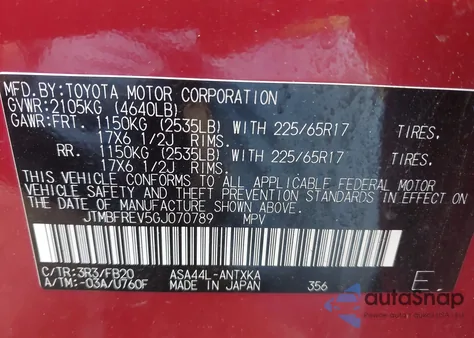 MFD.BY:TOYOTA MOTOR CORPORATION
GVWR:2105KG (4640LB)
GAWR:FRT. 1150KG (2535LB) WITH 225/65R17 TIRES.
17X6 1/2J RIMS.
RR. 1150KG (2535LB) WITH 225/65R17 TIRES.
17X6 1/2J RIMS.
THIS VEHICLE CONFORMS TO ALL APPLICABLE FEDERAL MOTOR
VEHICLE SAFETY AND THEFT PREVENTION STANDARDS IN EFFECT ON
THE DATE OF MANUFACTURE SHOWN ABOVE.
JTMBFREV5GJ070789 MPV
C/TR:3R3/FB20 ASA44L-ANTXKA
A/TM:-03A/U760F MADE IN JAPAN 356 E.
autosnap